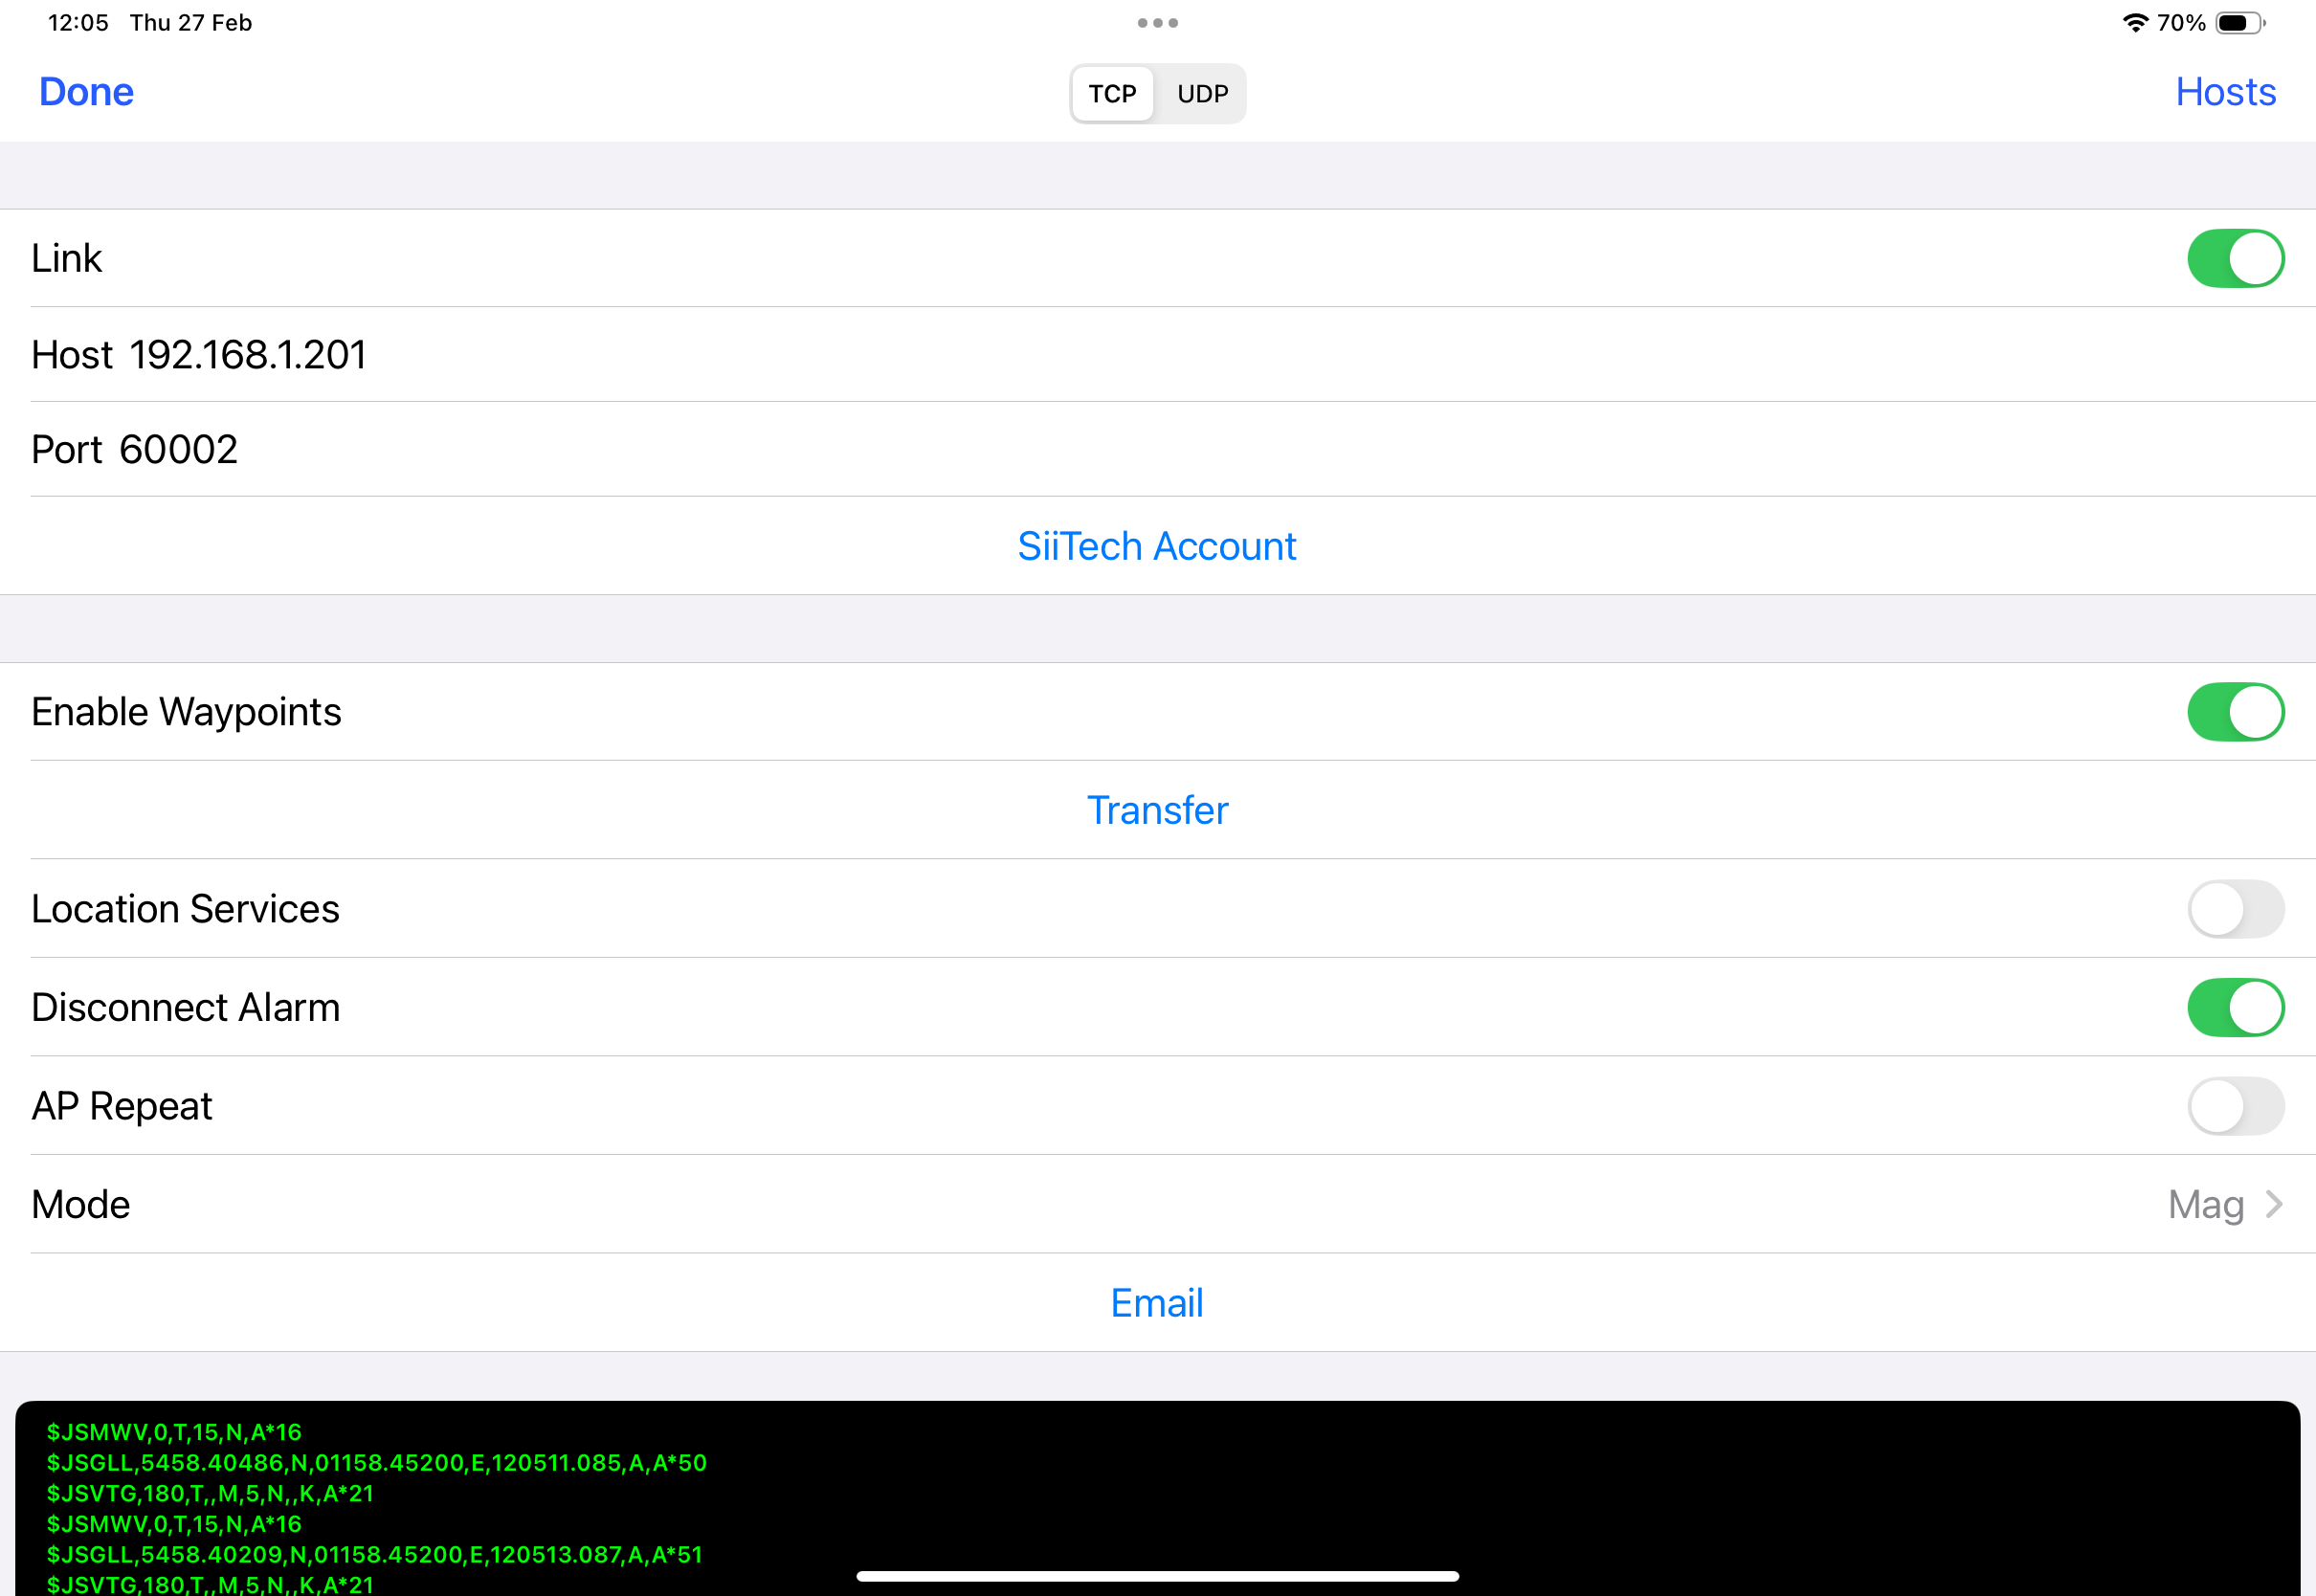 12:05 Thu 27 Feb
70%
Done
TCP UDP
Hosts
Link
Host 192.168.1.201
Port 60002
SiiTech Account
Enable Waypoints
Transfer
Location Services
Disconnect Alarm
AP Repeat
Mode Mag
Email
$JSMWV,0,T,15,N,A*16
$JSGLL,5458.40486,N,01158.45200,E,120511.085,A,A*50
$JSVTG,180,T,,M,5,N,,K,A*21
$JSMWV,0,T,15,N,A*16
$JSGLL,5458.40209,N,01158.45200,E,120513.087,A,A*51
$JSVTG,180,T,,M,5,N,,K,A*21